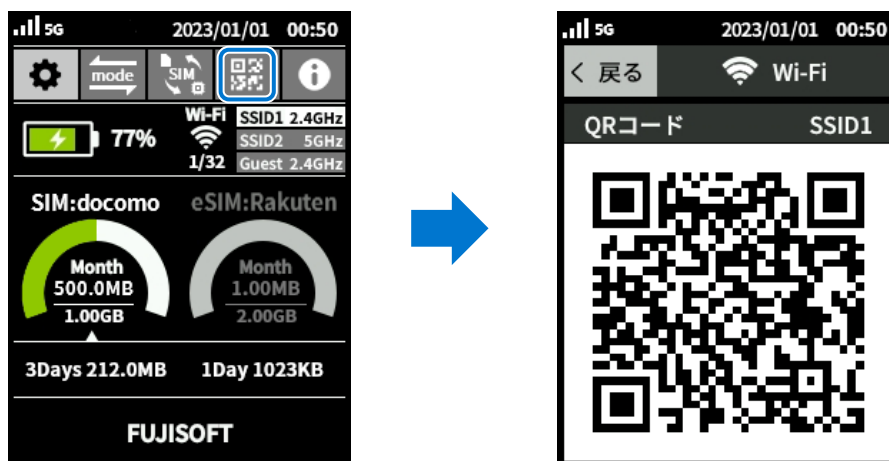 5G 2023/01/01 00:50
mode SIM
77% Wi-Fi 1/32
SSID1 2.4GHz
SSID2 5GHz
Guest 2.4GHz
SIM:docomo eSIM:Rakuten
Month Month
500.0MB 1.00MB
1.00GB 2.00GB
3Days 212.0MB 1Day 1023KB
FUJISOFT
5G 2023/01/01 00:50
< 戻る Wi-Fi
QRコード SSID1